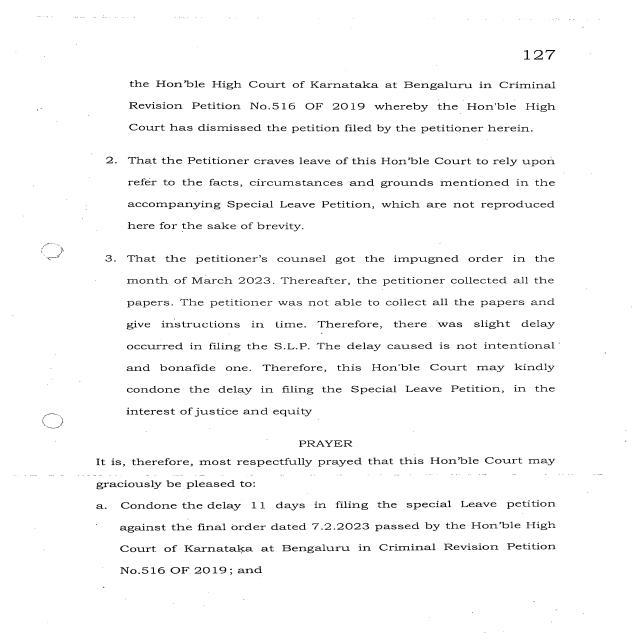 127
the Hon'ble High Court of Karnataka at Bengaluru in Criminal
Revision Petition No.516 OF 2019 whereby the Hon'ble High
Court has dismissed the petition filed by the petitioner herein.
2. That the Petitioner craves leave of this Hon'ble Court to rely upon
refer to the facts, circumstances and grounds mentioned in the
accompanying Special Leave Petition, which are not reproduced
here for the sake of brevity.
3. That the petitioner's counsel got the impugned order in the
month of March 2023. Thereafter, the petitioner collected all the
papers. The petitioner was not able to collect all the papers and
give instructions in time. Therefore, there was slight delay
occurred in filing the S.L.P. The delay caused is not intentional
and bonafide one. Therefore, this Hon'ble Court may kindly
condone the delay in filing the Special Leave Petition, in the
interest of justice and equity
PRAYER
It is, therefore, most respectfully prayed that this Hon'ble Court may
graciously be pleased to:
a. Condone the delay 11 days in filing the special Leave petition
against the final order dated 7.2.2023 passed by the Hon'ble High
Court of Karnataka at Bengaluru in Criminal Revision Petition
No.516 OF 2019; and